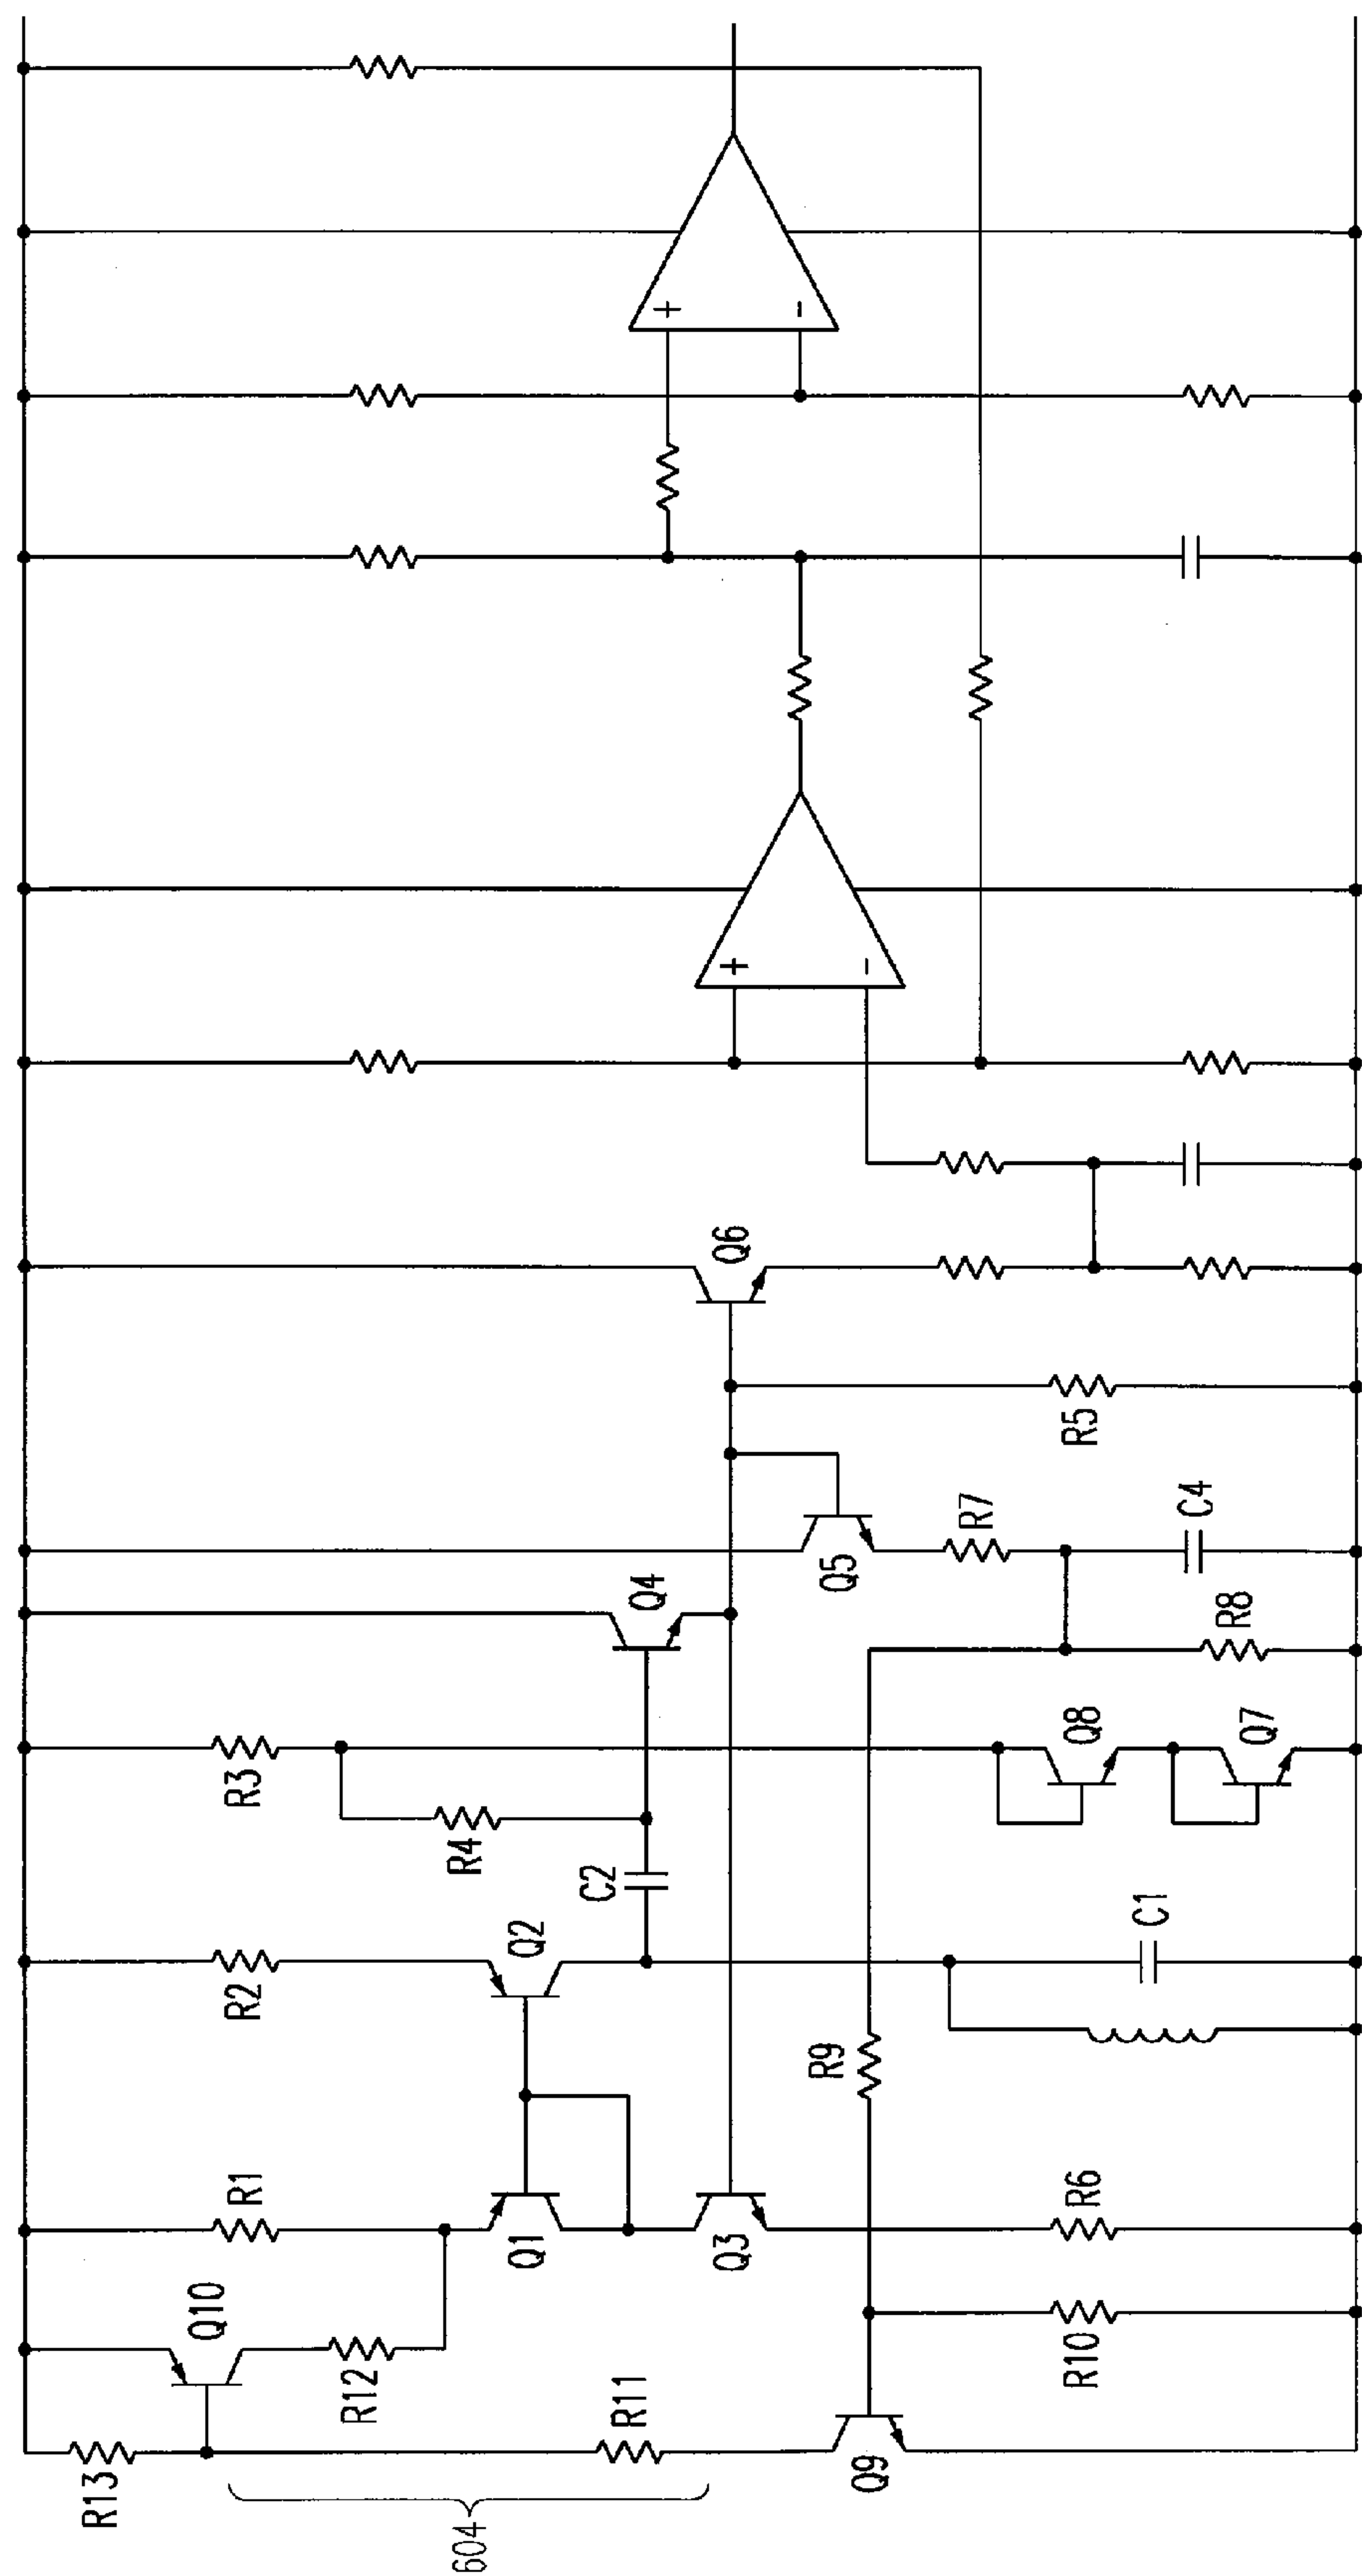 R13
604
Q10
R12
R11
Q9
R1
Q1
Q3
R10
R6
R9
R2
Q2
C2
C1
R3
R4
Q4
Q8
Q7
R8
Q5
R7
C4
R5
Q6
+
-
+
-